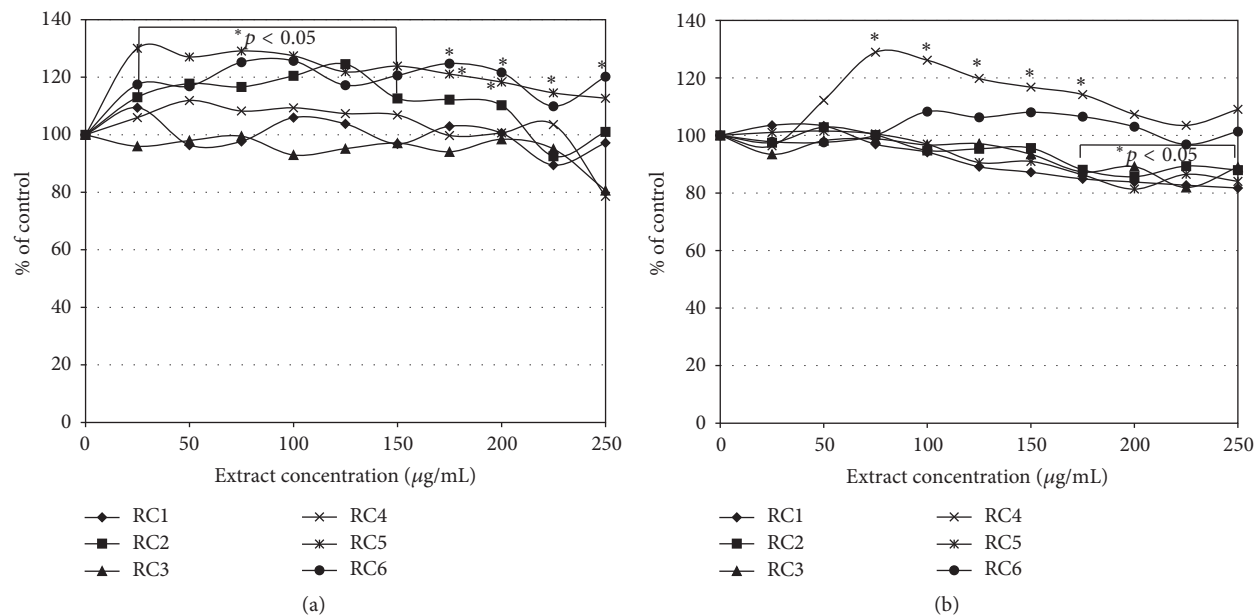 140
120
100
80
60
40
20
0
% of control
*p < 0.05
* * *
* * *
*
0 50 100 150 200 250
Extract concentration (μg/mL)
RC1 RC4
RC2 RC5
RC3 RC6
(a)
140
120
100
80
60
40
20
0
% of control
* * * * *
*p < 0.05
0 50 100 150 200 250
Extract concentration (μg/mL)
RC1 RC4
RC2 RC5
RC3 RC6
(b)